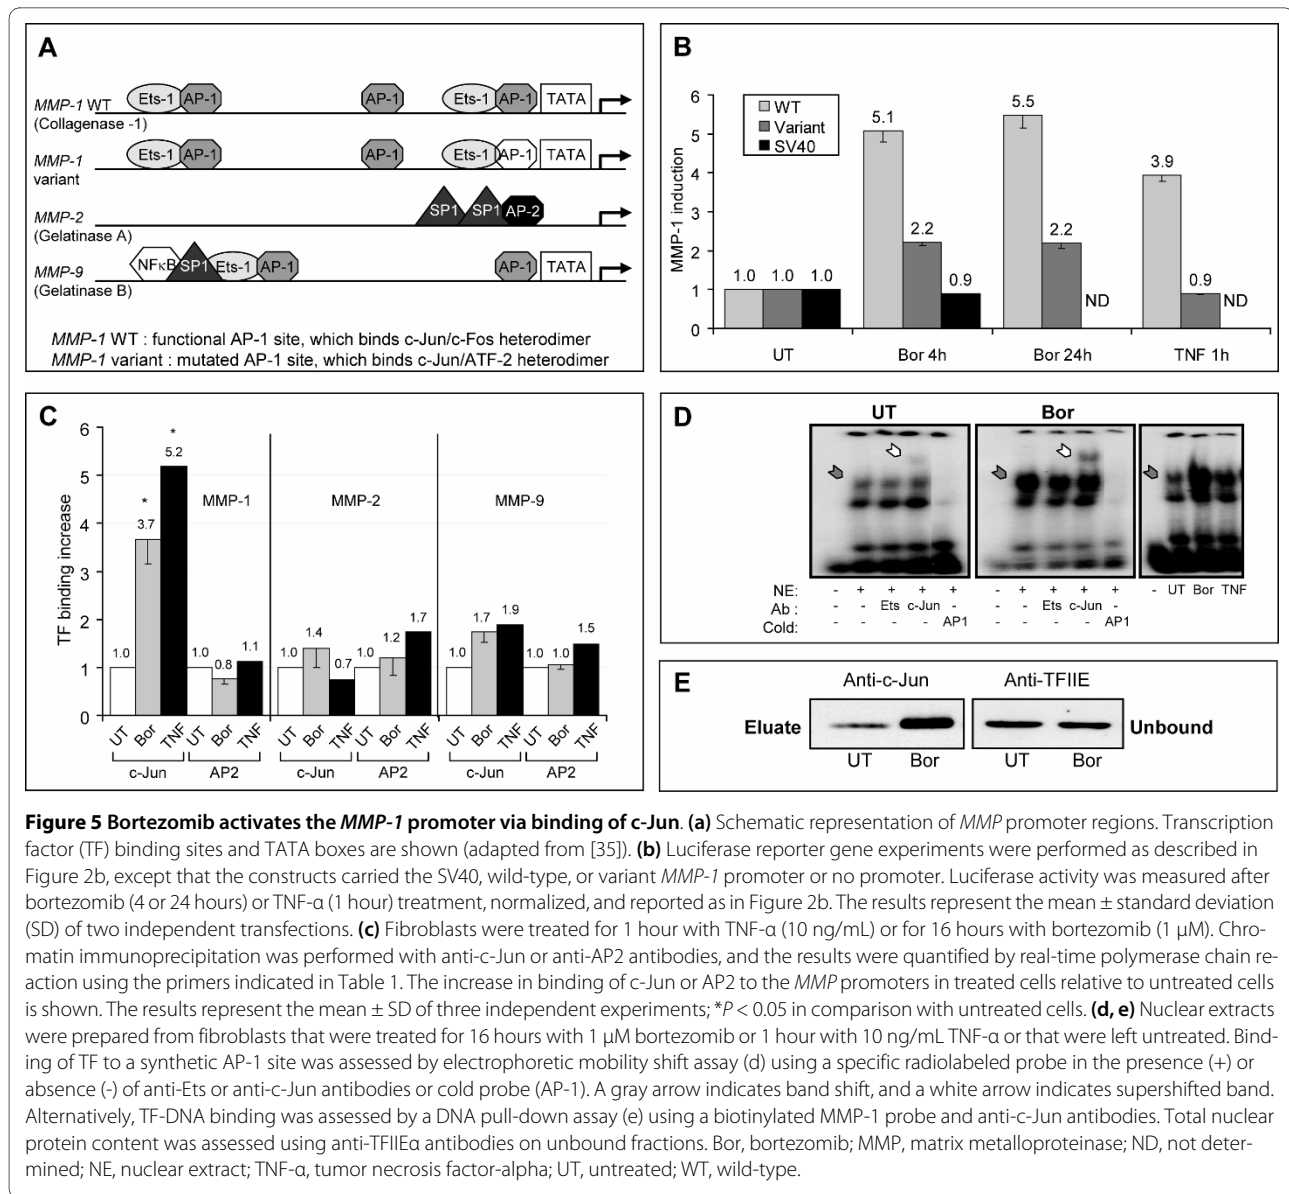 A
Ets-1 AP-1 AP-1 Ets-1 AP-1 TATA
MMP-1 WT
(Collagenase -1)
Ets-1 AP-1 AP-1 Ets-1 AP-1 TATA
MMP-1
variant
SP1 SP1 AP-2
MMP-2
(Gelatinase A)
NFκB SP1 Ets-1 AP-1 AP-1 TATA
MMP-9
(Gelatinase B)
MMP-1 WT : functional AP-1 site, which binds c-Jun/c-Fos heterodimer
MMP-1 variant : mutated AP-1 site, which binds c-Jun/ATF-2 heterodimer
B
MMP-1 induction
6
5
4
3
2
1
0
WT
Variant
SV40
1.0 1.0 1.0
5.1 2.2 0.9
5.5 2.2 ND
3.9 0.9 ND
UT Bor 4h Bor 24h TNF 1h
C
TF binding increase
6
5
4
3
2
1
0
MMP-1 MMP-2 MMP-9
* *
1.0 3.7 5.2 1.0 0.8 1.1
1.0 1.4 0.7 1.0 1.2 1.7
1.0 1.7 1.9 1.0 1.0 1.5
UT Bor TNF UT Bor TNF UT Bor TNF UT Bor TNF UT Bor TNF UT Bor TNF
c-Jun AP2 c-Jun AP2 c-Jun AP2
D
UT Bor
NE: - + + + + - + + + + - UT Bor TNF
Ab : - - Ets c-Jun - - - Ets c-Jun -
Cold: - - - - AP1 - - - - AP1
E
Anti-c-Jun Anti-TFIIE
Eluate Unbound
UT Bor UT Bor
Figure 5 Bortezomib activates the MMP-1 promoter via binding of c-Jun. (a) Schematic representation of MMP promoter regions. Transcription
factor (TF) binding sites and TATA boxes are shown (adapted from [35]). (b) Luciferase reporter gene experiments were performed as described in
Figure 2b, except that the constructs carried the SV40, wild-type, or variant MMP-1 promoter or no promoter. Luciferase activity was measured after
bortezomib (4 or 24 hours) or TNF-α (1 hour) treatment, normalized, and reported as in Figure 2b. The results represent the mean ± standard deviation
(SD) of two independent transfections. (c) Fibroblasts were treated for 1 hour with TNF-α (10 ng/mL) or for 16 hours with bortezomib (1 μM). Chro-
matin immunoprecipitation was performed with anti-c-Jun or anti-AP2 antibodies, and the results were quantified by real-time polymerase chain re-
action using the primers indicated in Table 1. The increase in binding of c-Jun or AP2 to the MMP promoters in treated cells relative to untreated cells
is shown. The results represent the mean ± SD of three independent experiments; *P < 0.05 in comparison with untreated cells. (d, e) Nuclear extracts
were prepared from fibroblasts that were treated for 16 hours with 1 μM bortezomib or 1 hour with 10 ng/mL TNF-α or that were left untreated. Bind-
ing of TF to a synthetic AP-1 site was assessed by electrophoretic mobility shift assay (d) using a specific radiolabeled probe in the presence (+) or
absence (-) of anti-Ets or anti-c-Jun antibodies or cold probe (AP-1). A gray arrow indicates band shift, and a white arrow indicates supershifted band.
Alternatively, TF-DNA binding was assessed by a DNA pull-down assay (e) using a biotinylated MMP-1 probe and anti-c-Jun antibodies. Total nuclear
protein content was assessed using anti-TFIIEα antibodies on unbound fractions. Bor, bortezomib; MMP, matrix metalloproteinase; ND, not deter-
mined; NE, nuclear extract; TNF-α, tumor necrosis factor-alpha; UT, untreated; WT, wild-type.